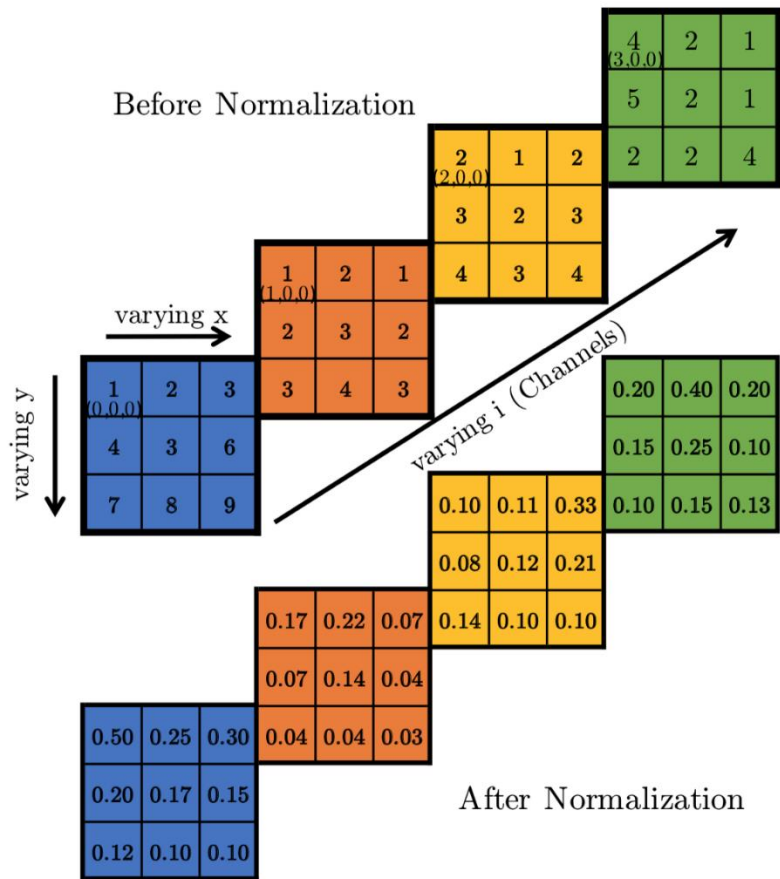 Before Normalization
4 2 1
(3,0,0)
5 2 1
2 2 4
2 1 2
(2,0,0)
3 2 3
4 3 4
1 2 1
(1,0,0)
2 3 2
3 4 3
varying x
varying y
1 2 3
(0,0,0)
4 3 6
7 8 9
varying i (Channels)
0.20 0.40 0.20
0.15 0.25 0.10
0.10 0.15 0.13
0.10 0.11 0.33
0.08 0.12 0.21
0.14 0.10 0.10
0.17 0.22 0.07
0.07 0.14 0.04
0.04 0.04 0.03
0.50 0.25 0.30
0.20 0.17 0.15
0.12 0.10 0.10
After Normalization